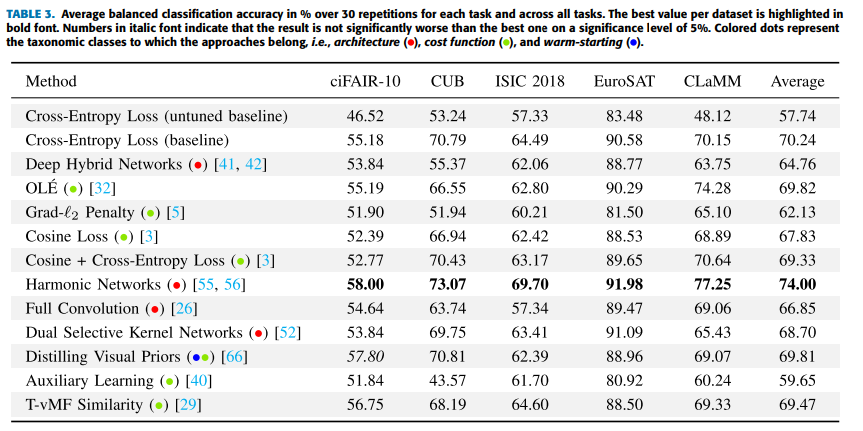 TABLE 3. Average balanced classification accuracy in % over 30 repetitions for each task and across all tasks. The best value per dataset is highlighted in
bold font. Numbers in italic font indicate that the result is not significantly worse than the best one on a significance level of 5%. Colored dots represent
the taxonomic classes to which the approaches belong, i.e., architecture (●), cost function (●), and warm-starting (●).
Method ciFAIR-10 CUB ISIC 2018 EuroSAT CLaMM Average
Cross-Entropy Loss (untuned baseline) 46.52 53.24 57.33 83.48 48.12 57.74
Cross-Entropy Loss (baseline) 55.18 70.79 64.49 90.58 70.15 70.24
Deep Hybrid Networks (●) [41, 42] 53.84 55.37 62.06 88.77 63.75 64.76
OLÉ (●) [32] 55.19 66.55 62.80 90.29 74.28 69.82
Grad-ℓ2 Penalty (●) [5] 51.90 51.94 60.21 81.50 65.10 62.13
Cosine Loss (●) [3] 52.39 66.94 62.42 88.53 68.89 67.83
Cosine + Cross-Entropy Loss (●) [3] 52.77 70.43 63.17 89.65 70.64 69.33
Harmonic Networks (●) [55, 56] 58.00 73.07 69.70 91.98 77.25 74.00
Full Convolution (●) [26] 54.64 63.74 57.34 89.47 69.06 66.85
Dual Selective Kernel Networks (●) [52] 53.84 69.75 63.41 91.09 65.43 68.70
Distilling Visual Priors (●●) [66] 57.80 70.81 62.39 88.96 69.07 69.81
Auxiliary Learning (●) [40] 51.84 43.57 61.70 80.92 60.24 59.65
T-vMF Similarity (●) [29] 56.75 68.19 64.60 88.50 69.33 69.47